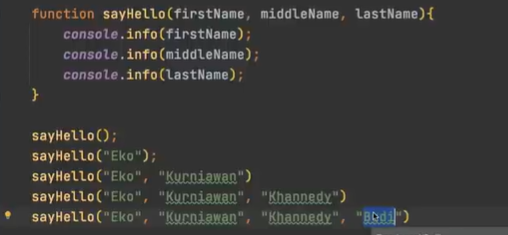 function sayHello(firstName, middleName, lastName){
    console.info(firstName);
    console.info(middleName);
    console.info(lastName);
}

sayHello();
sayHello("Eko");
sayHello("Eko", "Kurniawan")
sayHello("Eko", "Kurniawan", "Khannedy")
sayHello("Eko", "Kurniawan", "Khannedy", "Budi")